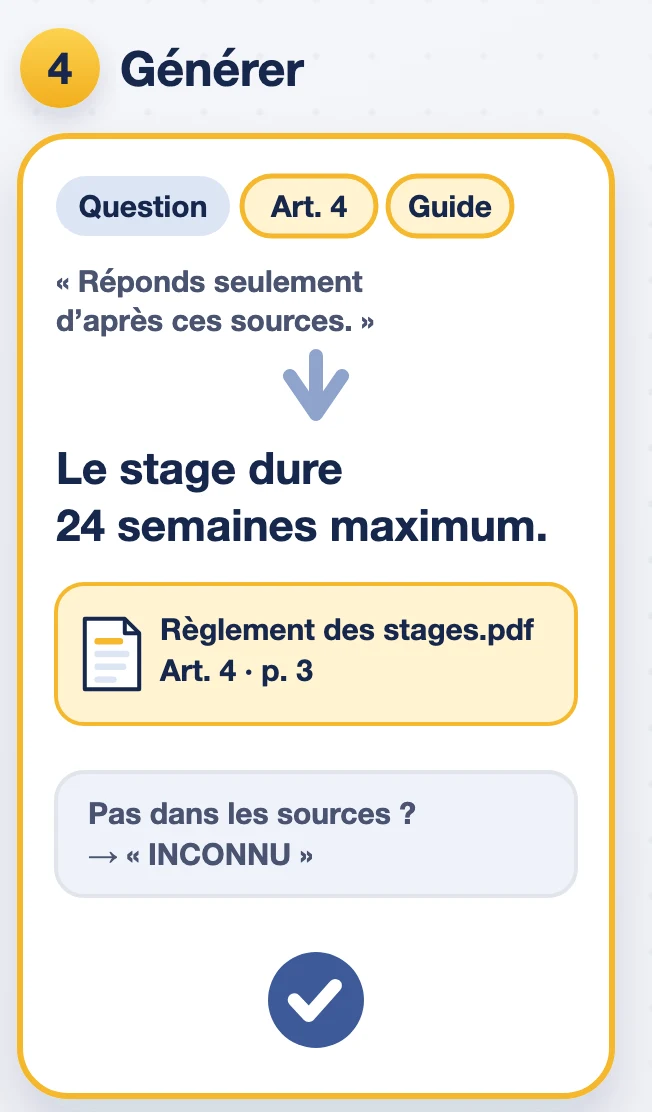 4 Générer
Question Art. 4 Guide
« Réponds seulement
d’après ces sources. »
Le stage dure
24 semaines maximum.
Règlement des stages.pdf
Art. 4 · p. 3
Pas dans les sources ?
→ « INCONNU »